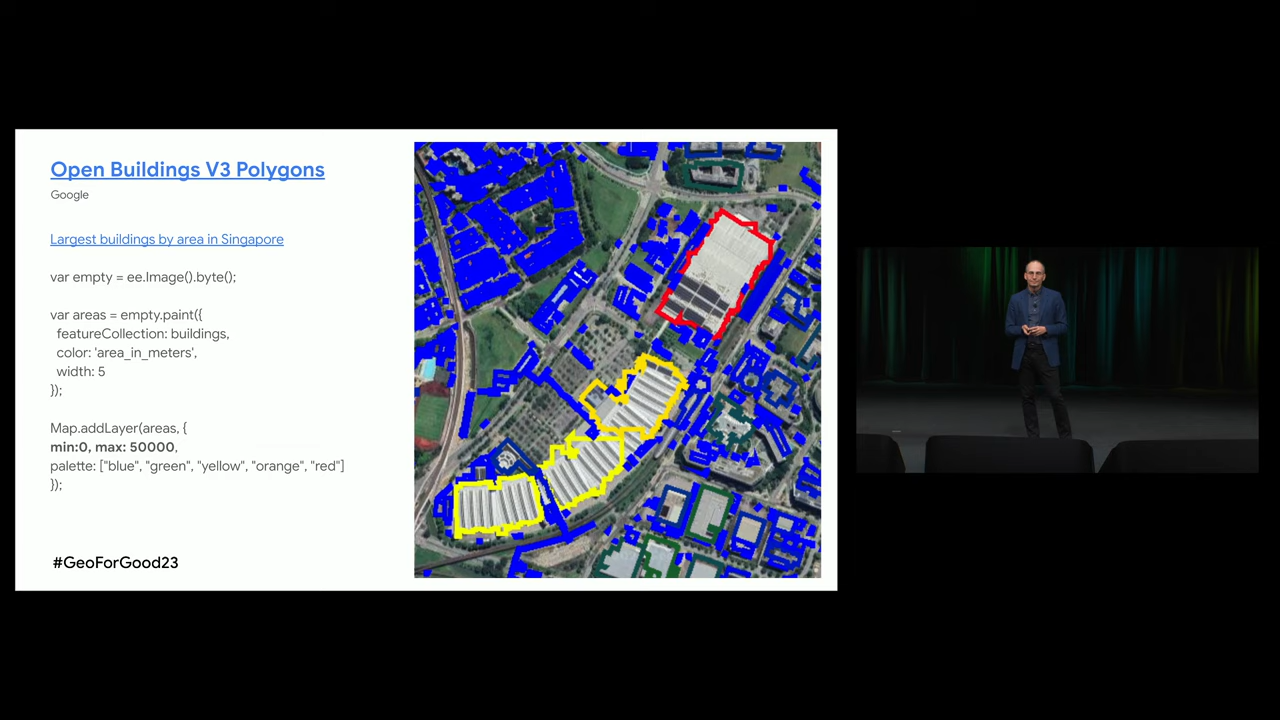 Open Buildings V3 Polygons
Google
Largest buildings by area in Singapore
var empty = ee.Image().byte();
var areas = empty.paint({
featureCollection: buildings,
color: 'area_in_meters',
width: 5
});
Map.addLayer(areas, {
min:0, max: 50000,
palette: ["blue", "green", "yellow", "orange", "red"]
});
#GeoForGood23